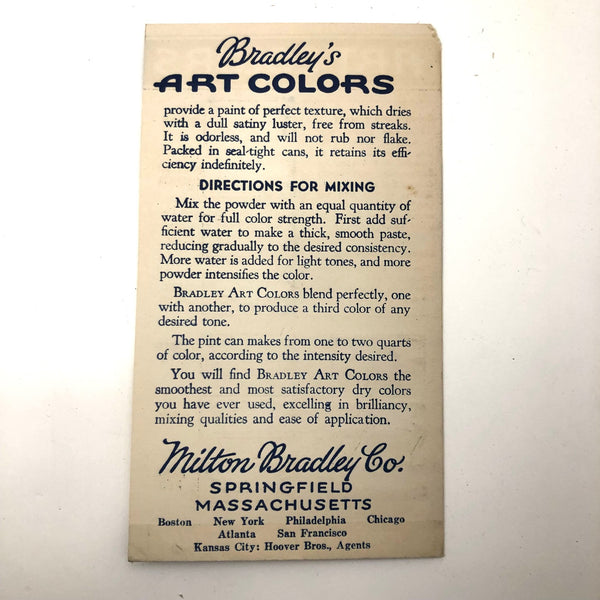 Bradley's
ART COLORS
provide a paint of perfect texture, which dries
with a dull satiny luster, free from streaks.
It is odorless, and will not rub nor flake.
Packed in seal-tight cans, it retains its effi-
ciency indefinitely.
DIRECTIONS FOR MIXING
Mix the powder with an equal quantity of
water for full color strength. First add suf-
ficient water to make a thick, smooth paste,
reducing gradually to the desired consistency.
More water is added for light tones, and more
powder intensifies the color.
BRADLEY ART COLORS blend perfectly, one
with another, to produce a third color of any
desired tone.
The pint can makes from one to two quarts
of color, according to the intensity desired.
You will find BRADLEY ART COLORS the
smoothest and most satisfactory dry colors
you have ever used, excelling in brilliancy,
mixing qualities and ease of application.
Milton Bradley Co.
SPRINGFIELD
MASSACHUSETTS
Boston New York Philadelphia Chicago
Atlanta San Francisco
Kansas City: Hoover Bros., Agents